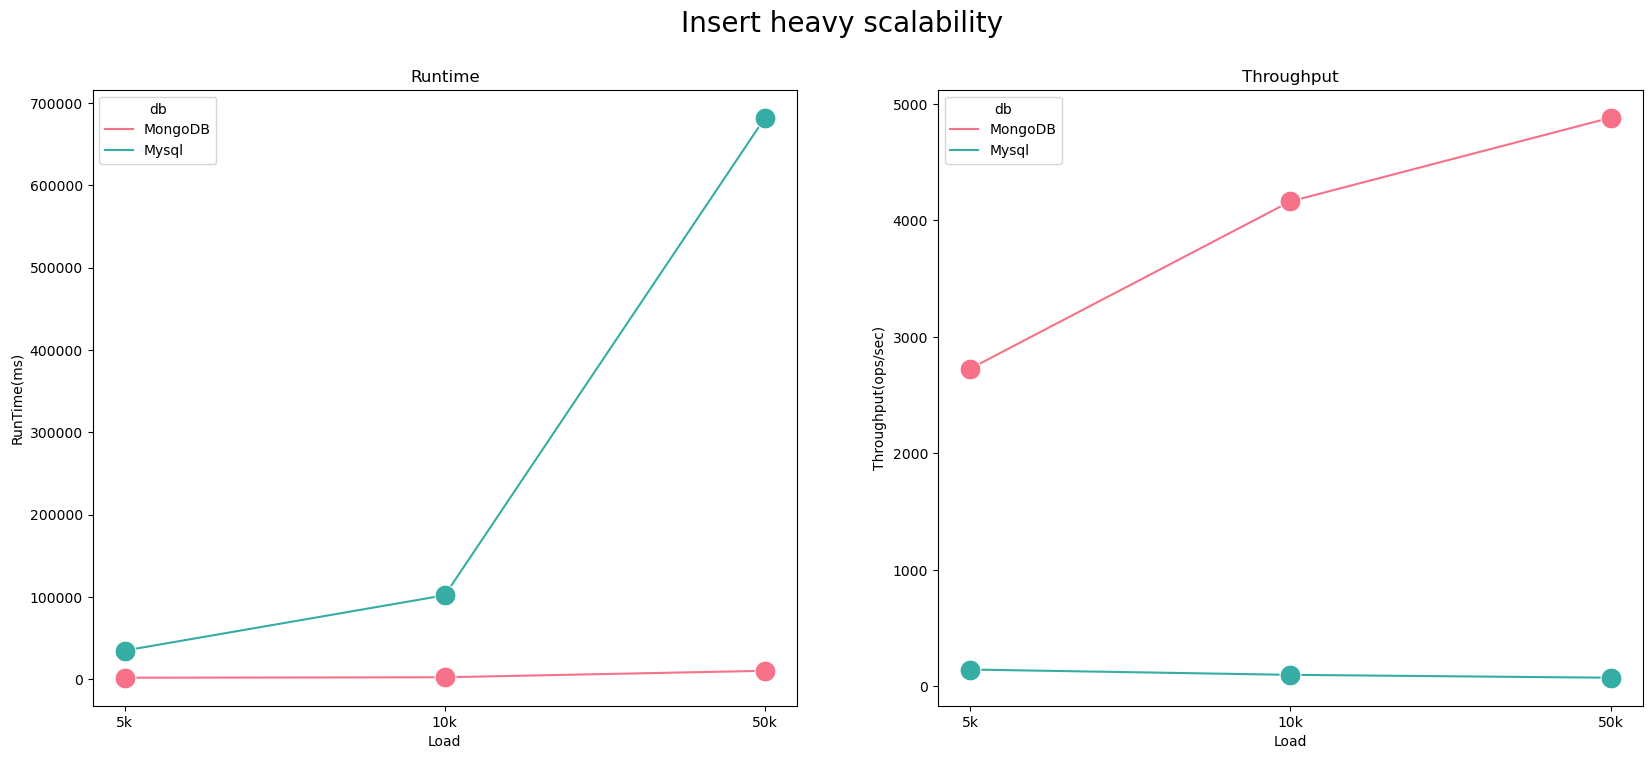 Insert heavy scalability
Runtime
700000
600000
500000
400000
300000
200000
100000
0
RunTime(ms)
db
MongoDB
Mysql
5k
10k
50k
Load
Throughput
5000
4000
3000
2000
1000
0
Throughput(ops/sec)
db
MongoDB
Mysql
5k
10k
50k
Load